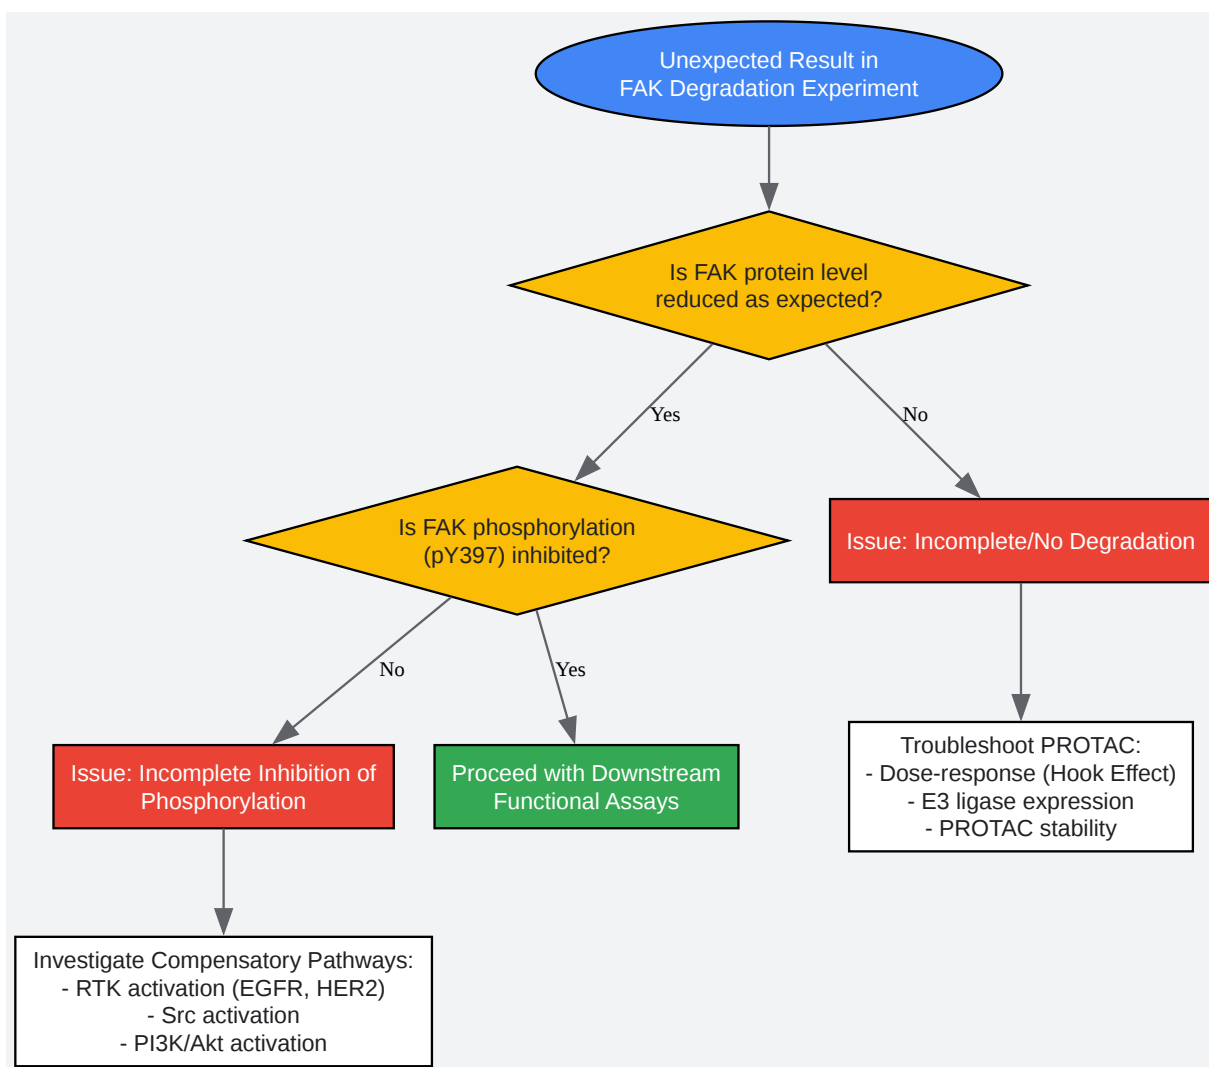 Unexpected Result in
FAK Degradation Experiment
Is FAK protein level
reduced as expected?
Yes
No
Is FAK phosphorylation
(pY397) inhibited?
Issue: Incomplete/No Degradation
No
Yes
Issue: Incomplete Inhibition of
Phosphorylation
Proceed with Downstream
Functional Assays
Troubleshoot PROTAC:
- Dose-response (Hook Effect)
- E3 ligase expression
- PROTAC stability
Investigate Compensatory Pathways:
- RTK activation (EGFR, HER2)
- Src activation
- PI3K/Akt activation